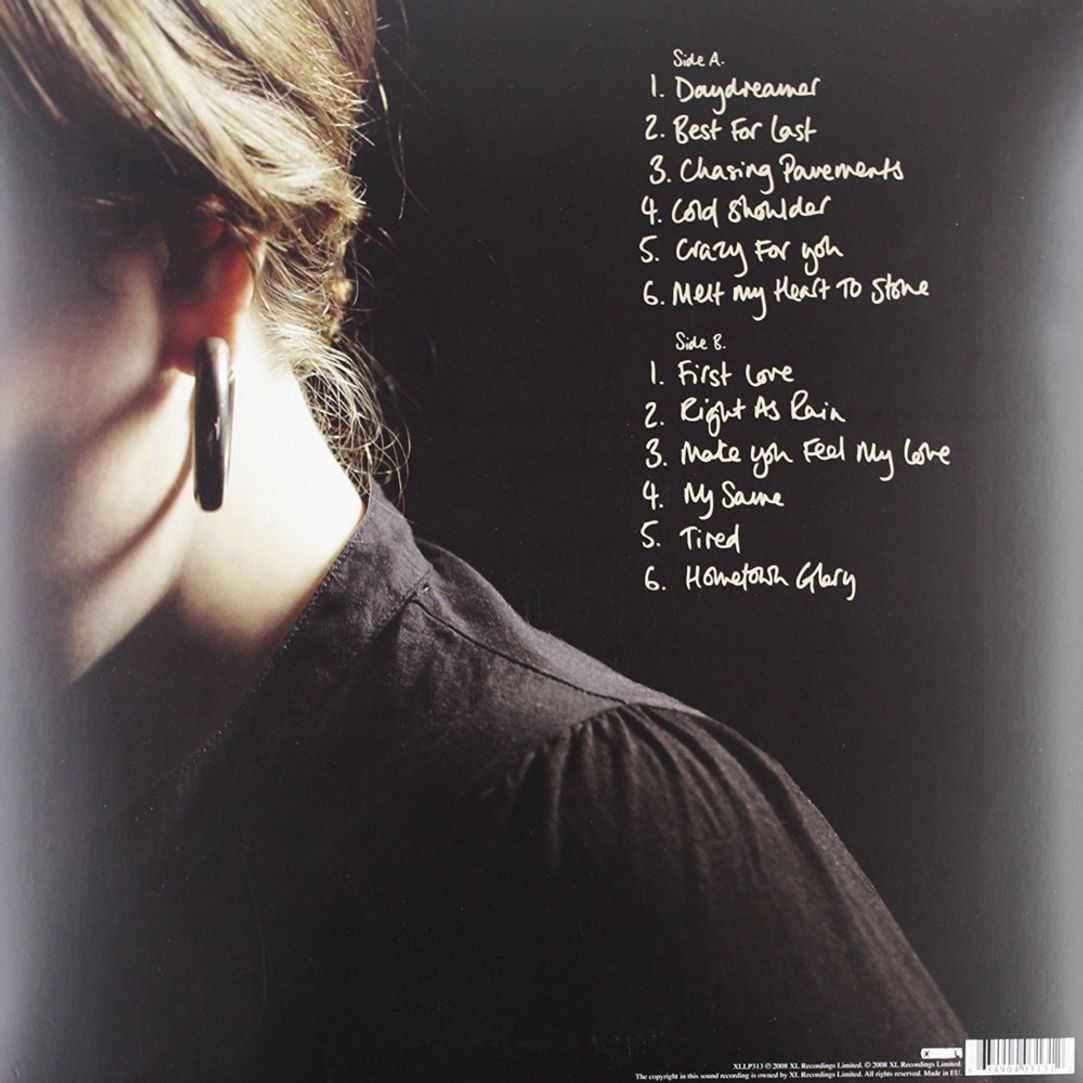 Side A.
1. Daydreamer
2. Best For Last
3. Chasing Pavements
4. Cold Shoulder
5. Crazy For you
6. Melt my Heart To Stone
Side B.
1. First Love
2. Right As Rain
3. Make you Feel My Love
4. My Same
5. Tired
6. Hometown Glory
XL
XLLP313 ℗ 2008 XL Recordings Limited. © 2008 XL Recordings Limited.
The copyright in this sound recording is owned by XL Recordings Limited. All rights reserved. Made in EU.